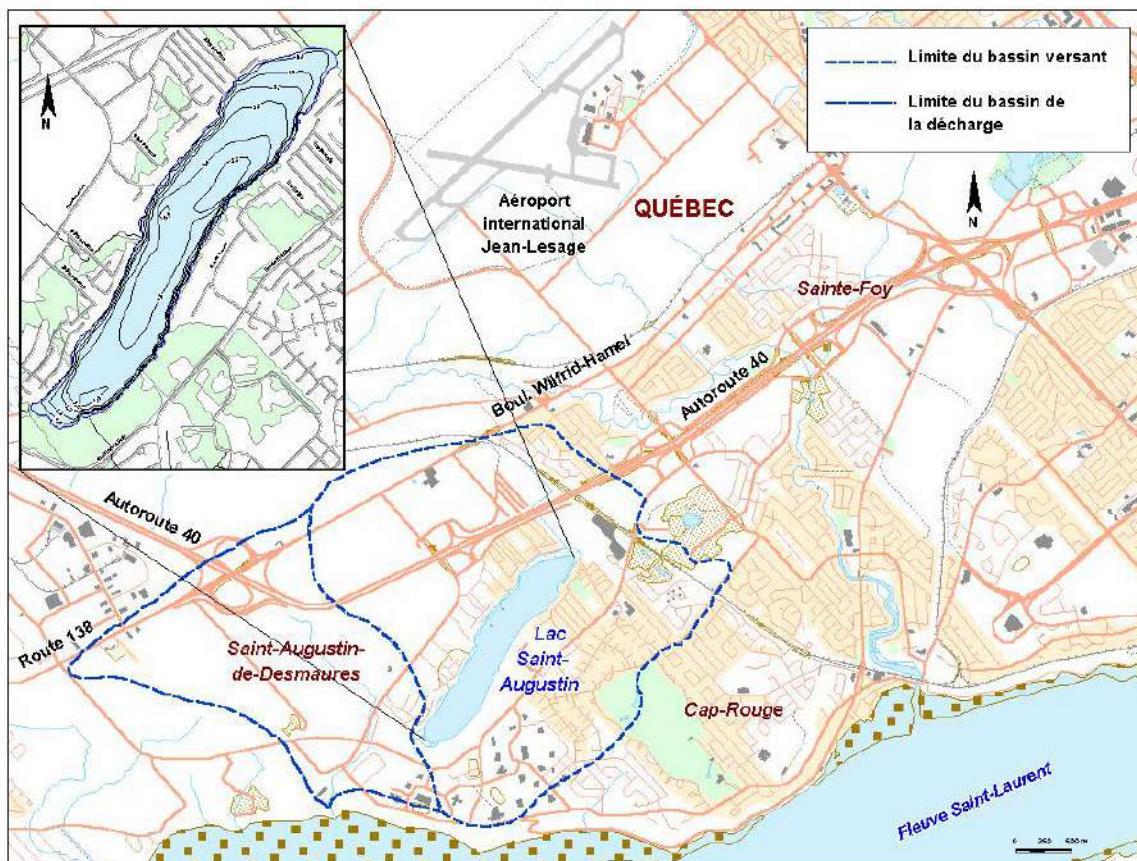 N
Limite du bassin versant
Limite du bassin de
la décharge
Aéroport
international
Jean-Lesage
QUÉBEC
N
Sainte-Foy
Boul. Wilfrid-Hamel
Autoroute 40
Autoroute 40
Route 138
Saint-Augustin-
de-Desmaures
Lac
Saint-
Augustin
Cap-Rouge
Fleuve Saint-Laurent